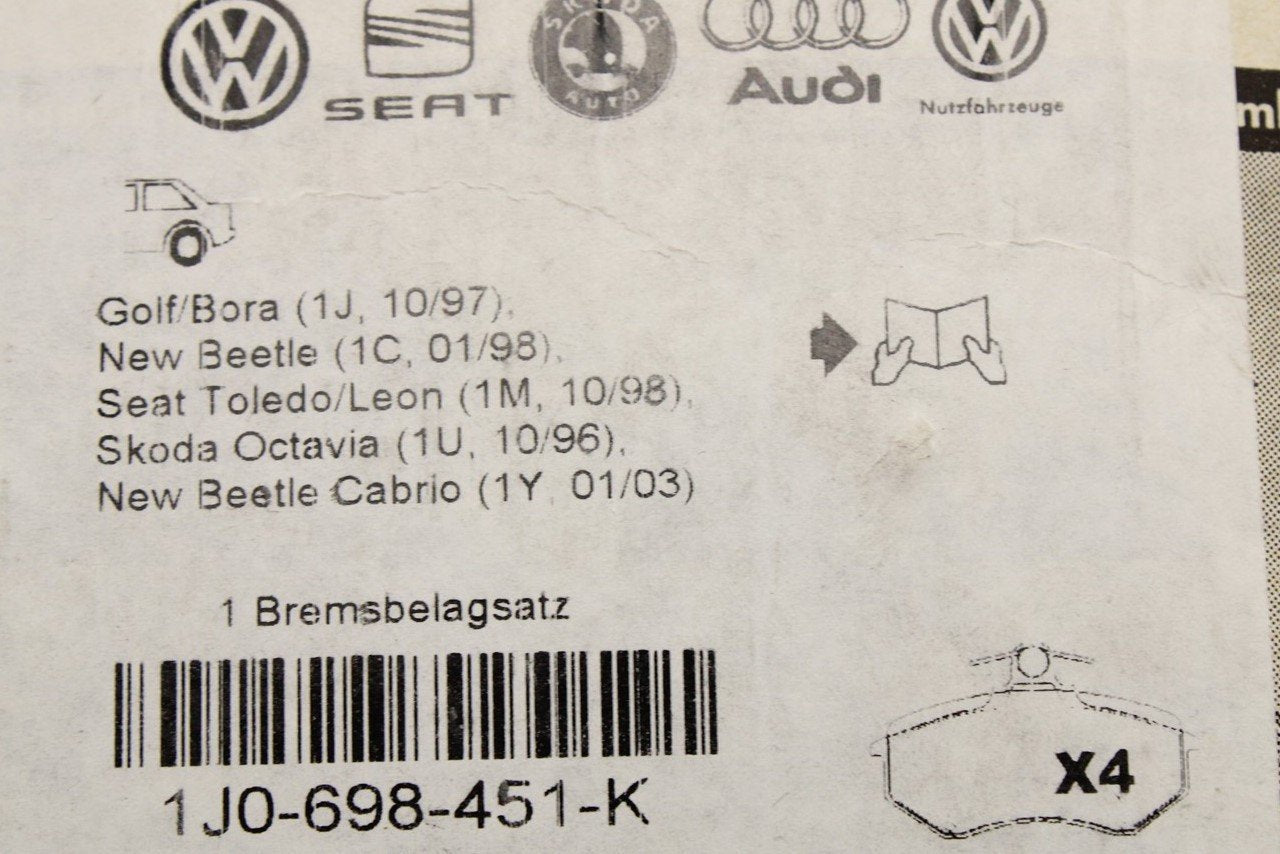 SEAT
SKODA
AUTO
Audi
Nutzfahrzeuge
Golf/Bora (1J, 10/97),
New Beetle (1C, 01/98),
Seat Toledo/Leon (1M, 10/98),
Skoda Octavia (1U, 10/96),
New Beetle Cabrio (1Y, 01/03)
1 Bremsbelagsatz
1J0-698-451-K
X4